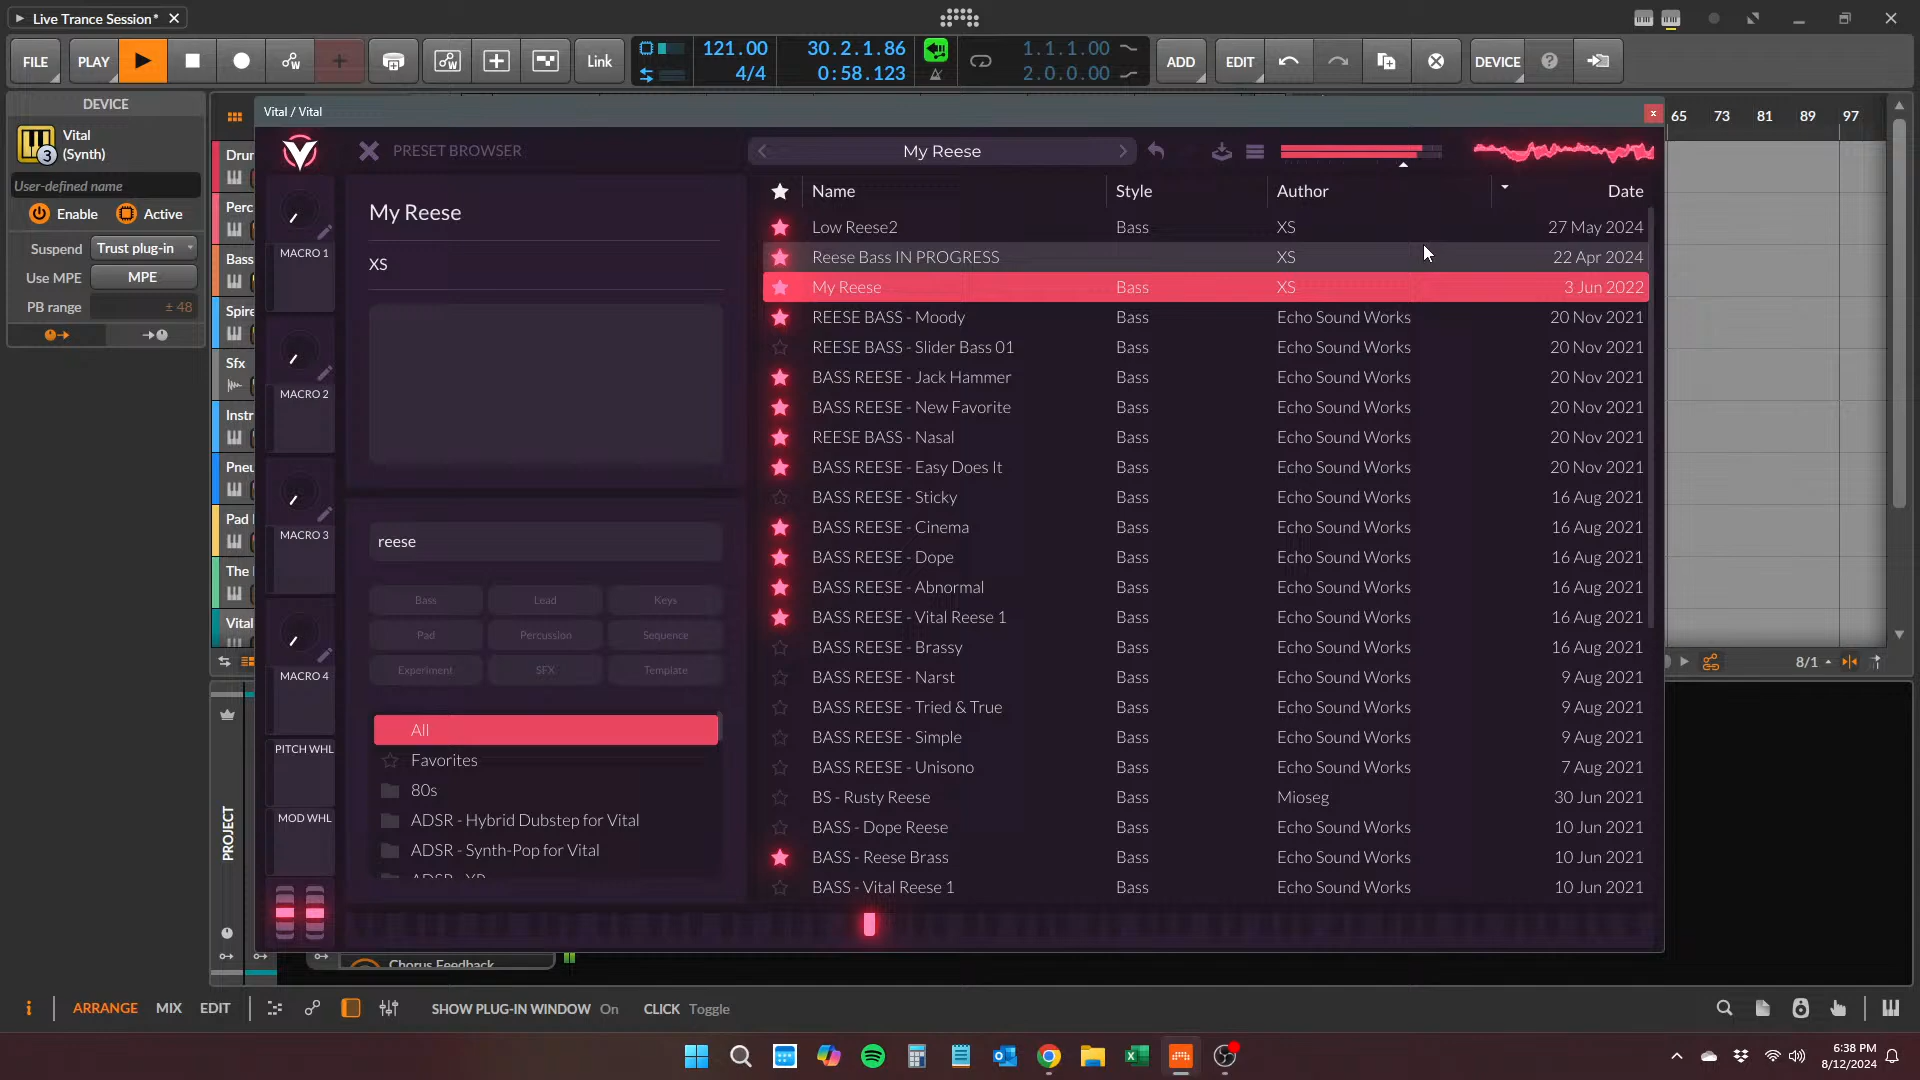 Live Trance Session*
FILE
PLAY
Link
121.00
4/4
30.2.1.86
0:58.123
1.1.1.00
2.0.0.00
ADD
EDIT
DEVICE
DEVICE
Vital
(Synth)
3
User-defined name
Enable
Active
Suspend
Trust plug-in
Use MPE
MPE
PB range
± 48
Drur
Perc
Bass
Spire
Sfx
Instr
Pneu
Pad
The
Vital
65
73
81
89
97
8/1
Vital / Vital
PRESET BROWSER
My Reese
MACRO 1
MACRO 2
MACRO 3
MACRO 4
PITCH WHL
MOD WHL
My Reese
XS
reese
Bass
Lead
Keys
Pad
Percussion
Sequence
Experiment
SFX
Template
All
Favorites
80s
ADSR - Hybrid Dubstep for Vital
ADSR - Synth-Pop for Vital
Name Style Author Date
Low Reese2 Bass XS 27 May 2024
Reese Bass IN PROGRESS XS 22 Apr 2024
My Reese Bass XS 3 Jun 2022
REESE BASS - Moody Bass Echo Sound Works 20 Nov 2021
REESE BASS - Slider Bass 01 Bass Echo Sound Works 20 Nov 2021
BASS REESE - Jack Hammer Bass Echo Sound Works 20 Nov 2021
BASS REESE - New Favorite Bass Echo Sound Works 20 Nov 2021
REESE BASS - Nasal Bass Echo Sound Works 20 Nov 2021
BASS REESE - Easy Does It Bass Echo Sound Works 20 Nov 2021
BASS REESE - Sticky Bass Echo Sound Works 16 Aug 2021
BASS REESE - Cinema Bass Echo Sound Works 16 Aug 2021
BASS REESE - Dope Bass Echo Sound Works 16 Aug 2021
BASS REESE - Abnormal Bass Echo Sound Works 16 Aug 2021
BASS REESE - Vital Reese 1 Bass Echo Sound Works 16 Aug 2021
BASS REESE - Brassy Bass Echo Sound Works 16 Aug 2021
BASS REESE - Narst Bass Echo Sound Works 9 Aug 2021
BASS REESE - Tried & True Bass Echo Sound Works 9 Aug 2021
BASS REESE - Simple Bass Echo Sound Works 9 Aug 2021
BASS REESE - Unisono Bass Echo Sound Works 7 Aug 2021
BS - Rusty Reese Bass Mioseg 30 Jun 2021
BASS - Dope Reese Bass Echo Sound Works 10 Jun 2021
BASS - Reese Brass Bass Echo Sound Works 10 Jun 2021
BASS - Vital Reese 1 Bass Echo Sound Works 10 Jun 2021
PROJECT
Chorus Feedback
i
ARRANGE
MIX
EDIT
SHOW PLUG-IN WINDOW On
CLICK Toggle
6:38 PM
8/12/2024